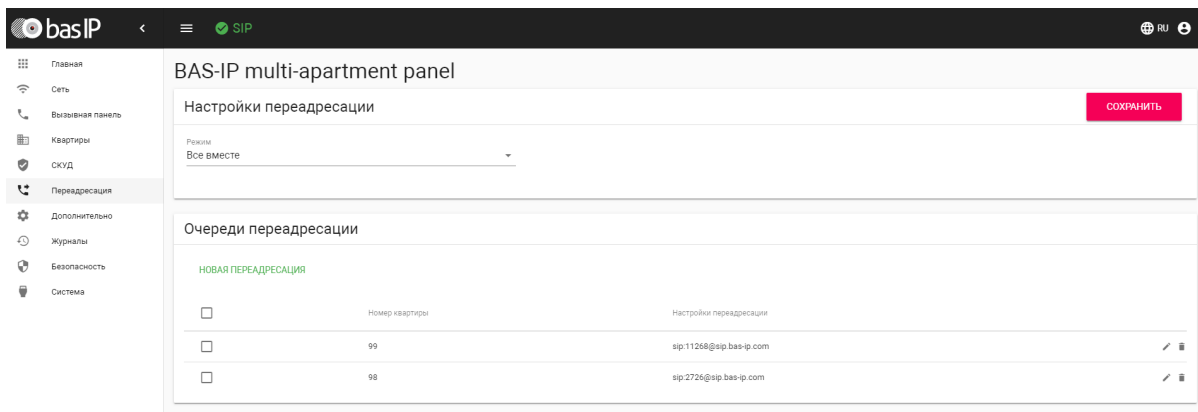 bas IP
SIP
RU
Главная
Сеть
Вызывная панель
Квартиры
СКУД
Переадресация
Дополнительно
Журналы
Безопасность
Система
BAS-IP multi-apartment panel
Настройки переадресации
СОХРАНИТЬ
Режим
Все вместе
Очереди переадресации
НОВАЯ ПЕРЕАДРЕСАЦИЯ
Номер квартиры Настройки переадресации
99 sip:11268@sip.bas-ip.com
98 sip:2726@sip.bas-ip.com